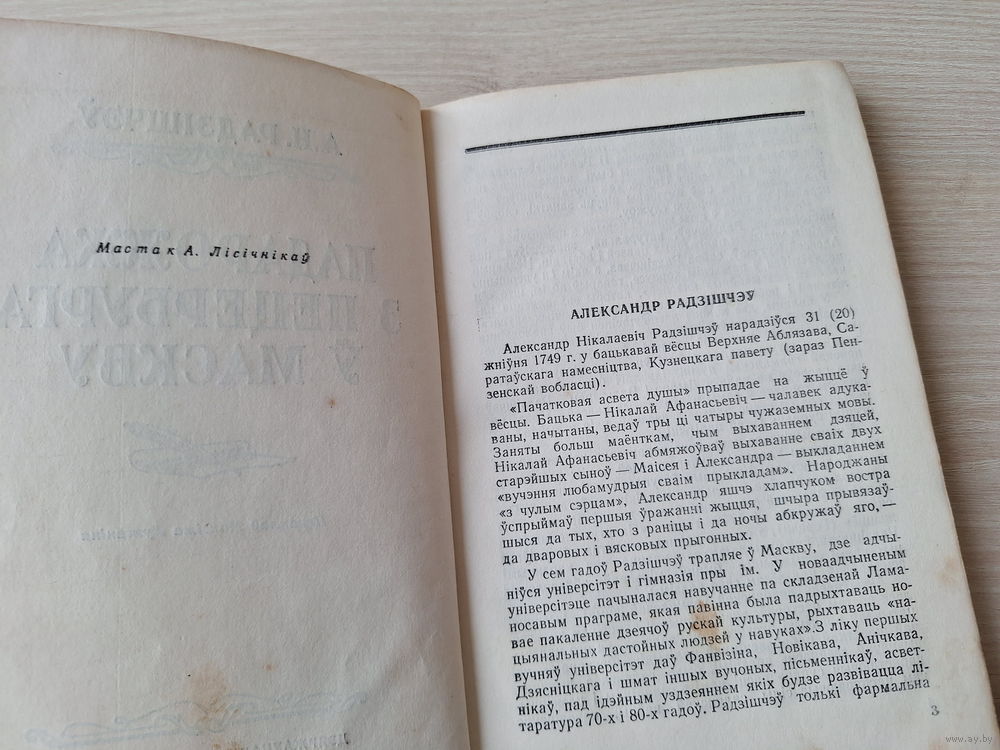 Мастак А. Лісічнікаў
АЛЕКСАНДР РАДЗІШЧЭЎ
Александр Нікалаевіч Радзішчэў нарадзіўся 31 (20)
жніўня 1749 г. у бацькавай вёсцы Верхняе Аблязава, Са-
ратаўскага намесніцтва, Кузнецкага павету (зараз Пен-
зенскай вобласці).
«Пачатковая асвета душы» прыпадае на жыццё ў
вёсцы. Бацька — Нікалай Афанасьевіч — чалавек адука-
ваны, начытаны, ведаў тры ці чатыры чужаземных мовы.
Заняты больш маёнткам, чым выхаваннем дзяцей,
Нікалай Афанасьевіч абмяжоўваў выхаванне сваіх двух
старэйшых сыноў — Маісея і Александра — выкладаннем
«вучэння любамудрыя сваім прыкладам». Народжаны
«з чулым сэрцам», Александр яшчэ хлапчуком востра
ўспрыймаў першыя ўражанні жыцця, шчыра прывязаў-
шыся да тых, хто з раніцы і да ночы абкружаў яго,—
да дваровых і вясковых прыгонных.
У сем гадоў Радзішчэў трапляе ў Маскву, дзе адчы-
ніўся універсітэт і гімназія пры ім. У новаадчыненым
універсітэце пачыналася навучанне па складзенай Лама-
носавым праграме, якая павінна была падрыхтаваць но-
вае пакаленне дзеячоў рускай культуры, рыхтаваць «на-
цыянальных дастойных людзей у навуках».З ліку першых
вучняў універсітэт даў Фанвізіна, Новікава, Анічкава,
Дзясніцкага і шмат іншых вучоных, пісьменнікаў, асвет-
нікаў, пад ідэйным уздзеяннем якіх будзе развівацца лі-
таратура 70-х і 80-х гадоў. Радзішчэў толькі фармальна
3
www.ay.by